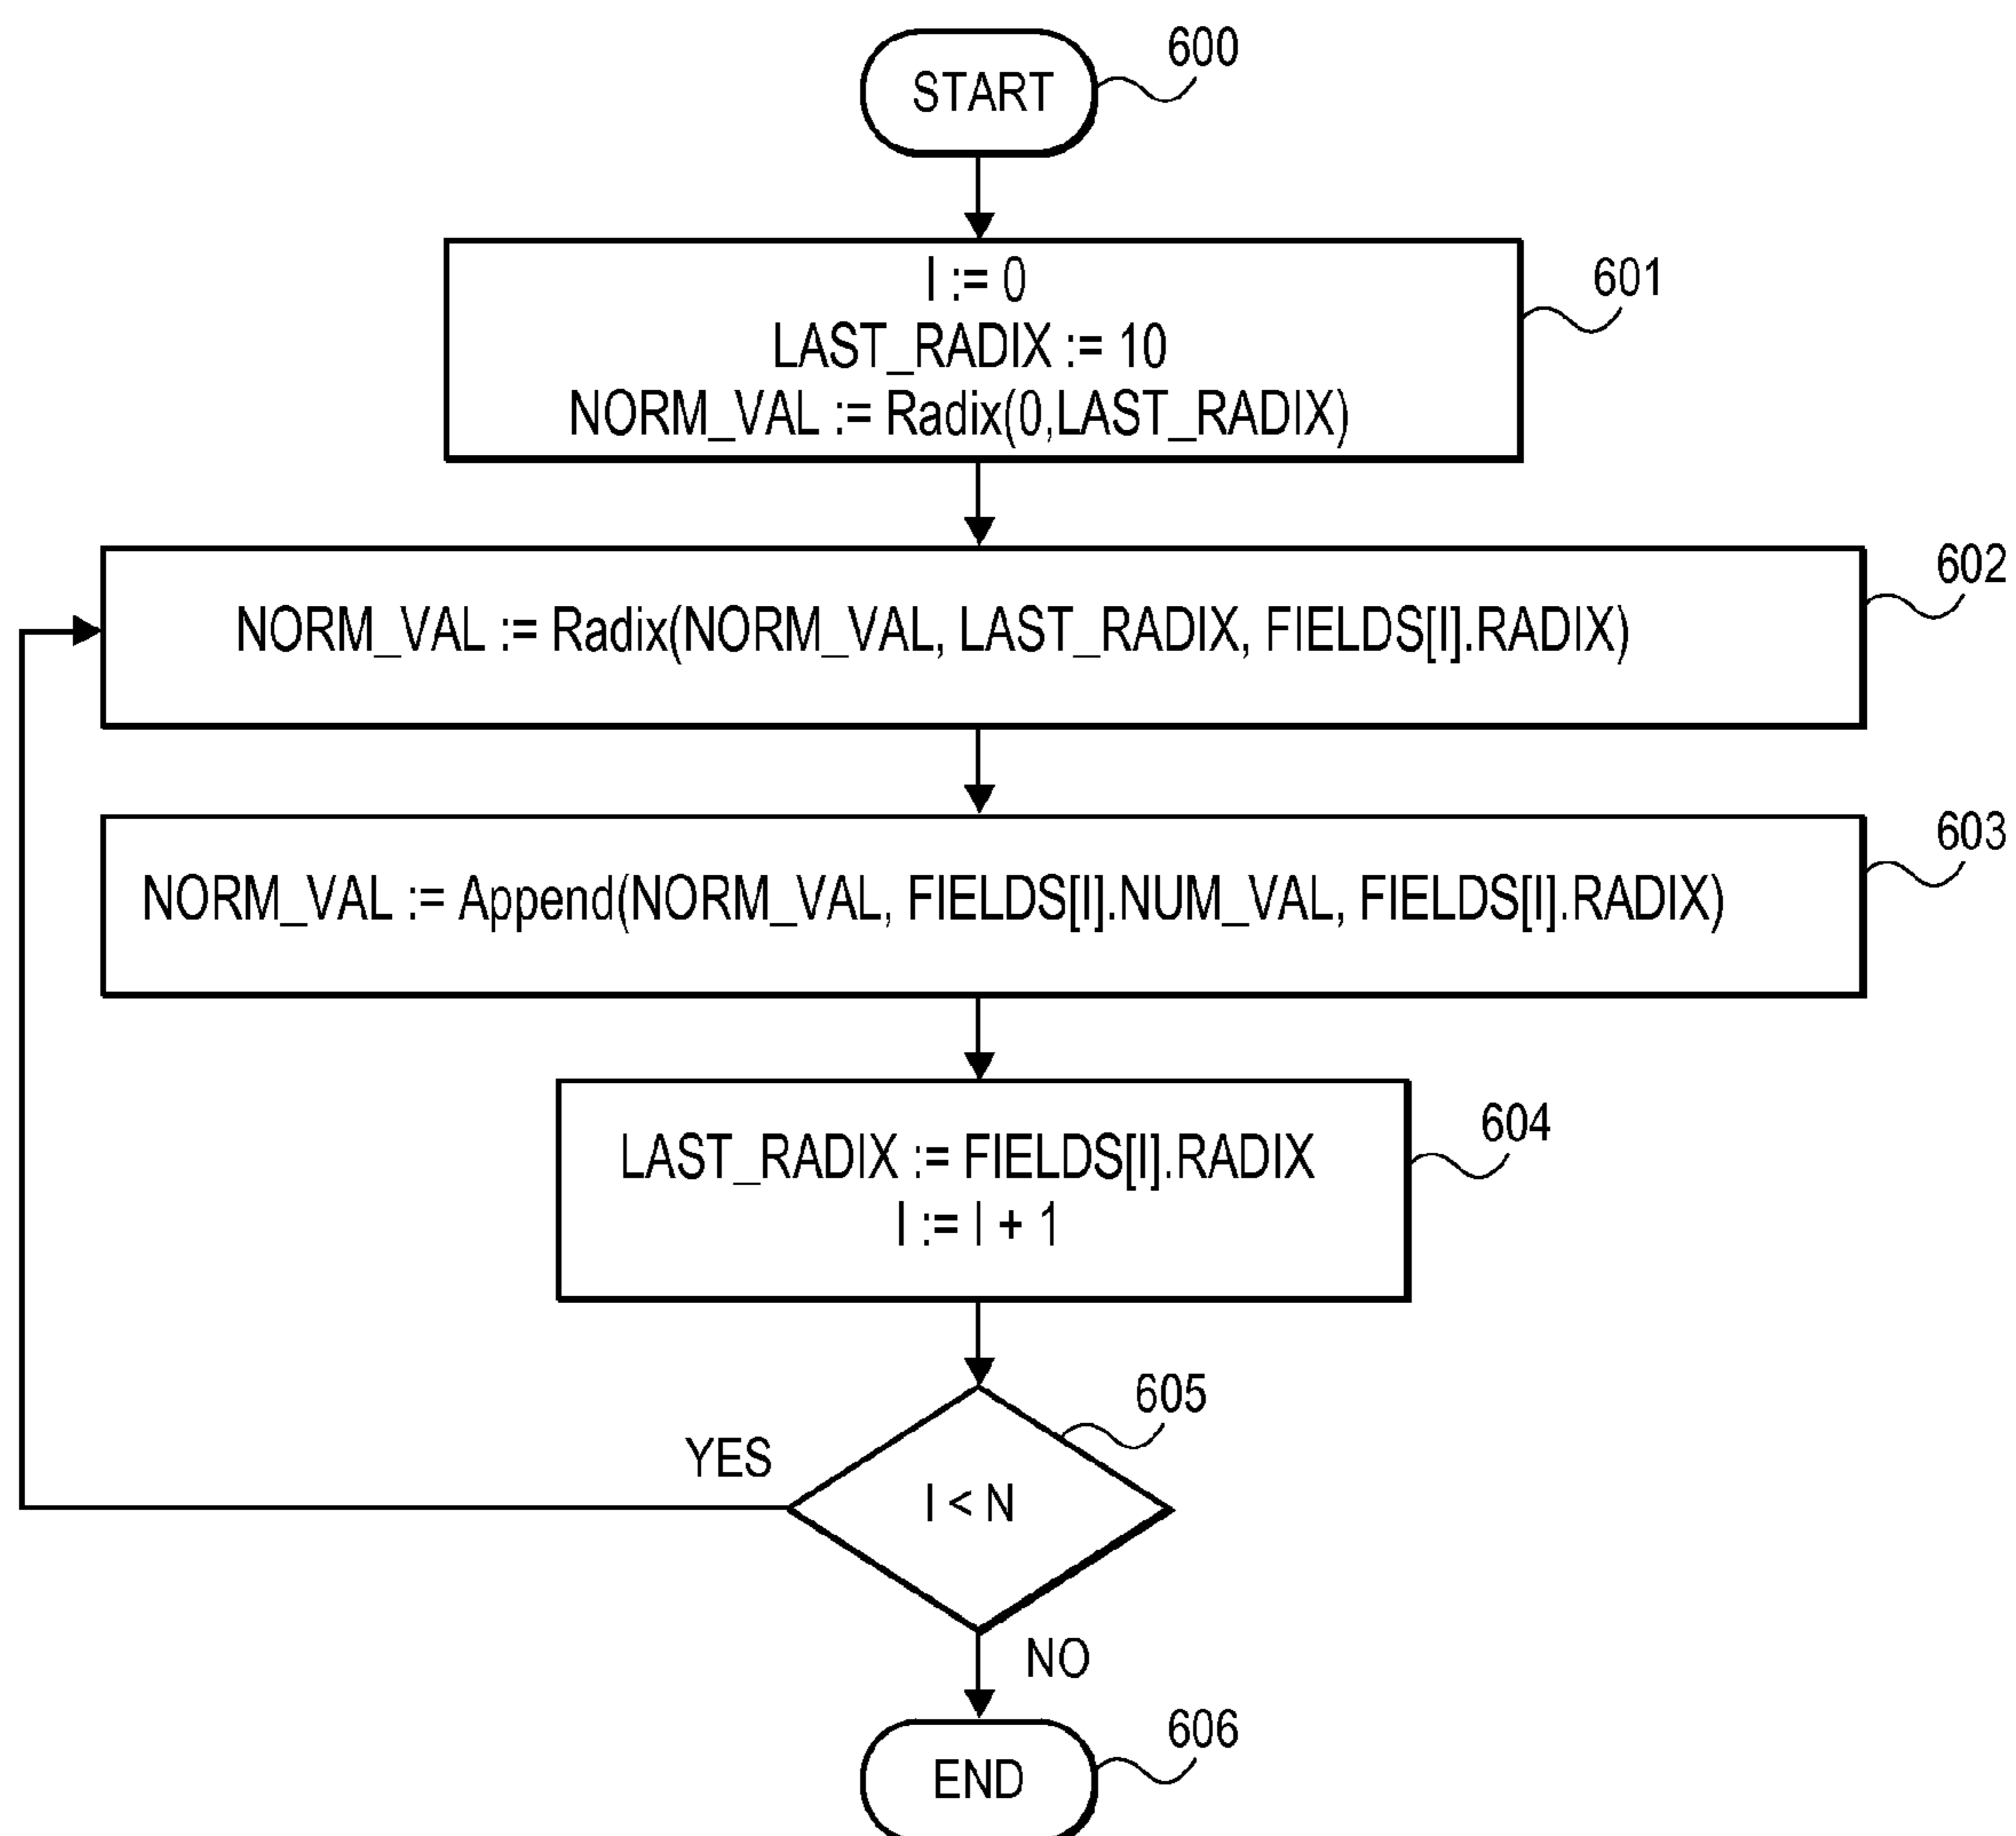 600
START
601
I := 0
LAST_RADIX := 10
NORM_VAL := Radix(0,LAST_RADIX)
602
NORM_VAL := Radix(NORM_VAL, LAST_RADIX, FIELDS[I].RADIX)
603
NORM_VAL := Append(NORM_VAL, FIELDS[I].NUM_VAL, FIELDS[I].RADIX)
604
LAST_RADIX := FIELDS[I].RADIX
I := I + 1
605
YES
I < N
NO
606
END